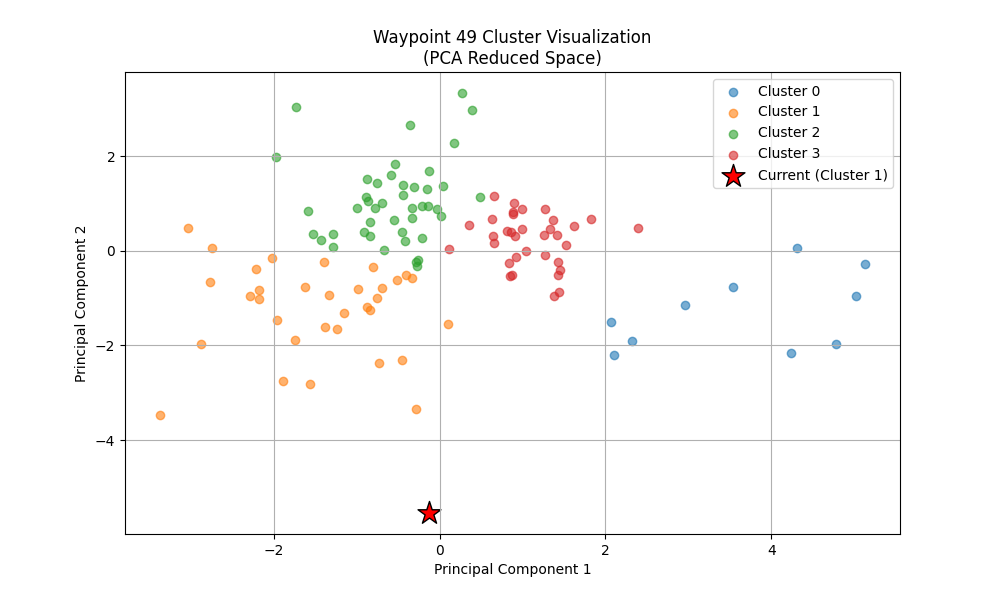 Waypoint 49 Cluster Visualization
(PCA Reduced Space)
Cluster 0
Cluster 1
Cluster 2
Cluster 3
Current (Cluster 1)
Principal Component 2
2
0
−2
−4
−2
0
2
4
Principal Component 1